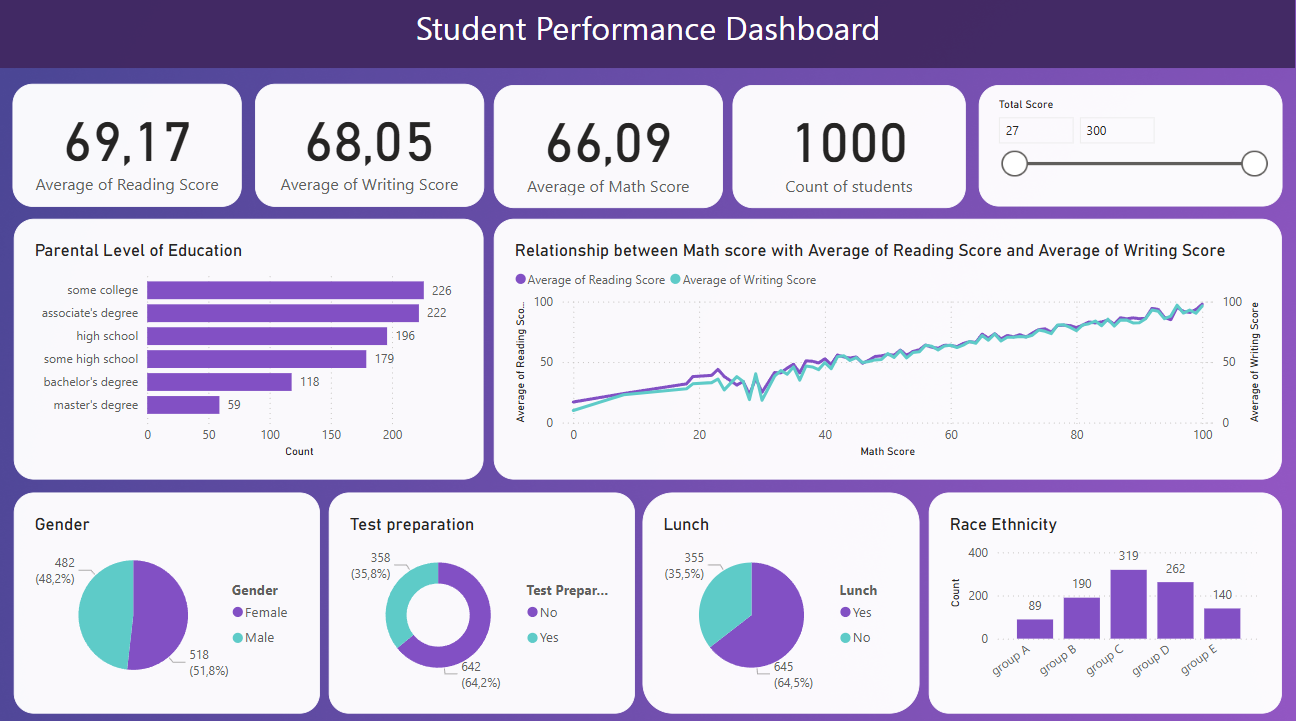 Student Performance Dashboard
69,17
Average of Reading Score
68,05
Average of Writing Score
66,09
Average of Math Score
1000
Count of students
Total Score
27
300
Parental Level of Education
some college
226
associate's degree
222
high school
196
some high school
179
bachelor's degree
118
master's degree
59
0
50
100
150
200
Count
Relationship between Math score with Average of Reading Score and Average of Writing Score
Average of Reading Score
Average of Writing Score
Average of Reading Sco...
100
50
0
100
50
0
Average of Writing Score
0
20
40
60
80
100
Math Score
Gender
482
(48,2%)
518
(51,8%)
Gender
Female
Male
Test preparation
358
(35,8%)
642
(64,2%)
Test Prepar...
No
Yes
Lunch
355
(35,5%)
645
(64,5%)
Lunch
Yes
No
Race Ethnicity
Count
400
200
0
89
190
319
262
140
group A
group B
group C
group D
group E